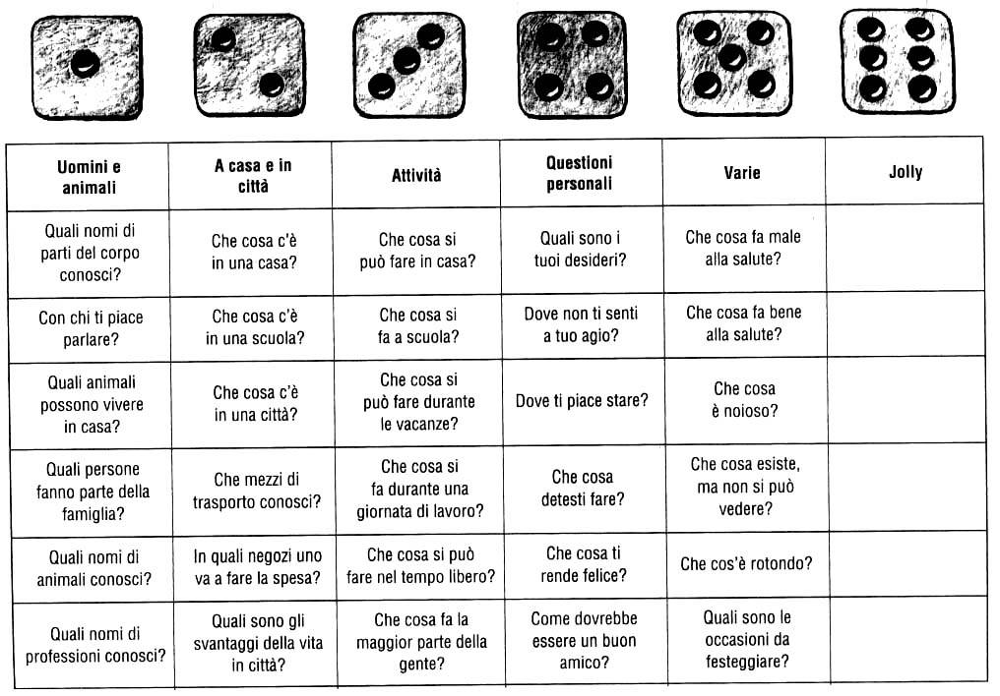 Uomini e
animali
A casa e in
città
Attività
Questioni
personali
Varie
Jolly
Quali nomi di
parti del corpo
conosci?
Che cosa c'è
in una casa?
Che cosa si
può fare in casa?
Quali sono i
tuoi desideri?
Che cosa fa male
alla salute?
Con chi ti piace
parlare?
Che cosa c'è
in una scuola?
Che cosa si
fa a scuola?
Dove non ti senti
a tuo agio?
Che cosa fa bene
alla salute?
Quali animali
possono vivere
in casa?
Che cosa c'è
in una città?
Che cosa si
può fare durante
le vacanze?
Dove ti piace stare?
Che cosa
è noioso?
Quali persone
fanno parte della
famiglia?
Che mezzi di
trasporto conosci?
Che cosa si
fa durante una
giornata di lavoro?
Che cosa
detesti fare?
Che cosa esiste,
ma non si può
vedere?
Quali nomi di
animali conosci?
In quali negozi uno
va a fare la spesa?
Che cosa si può
fare nel tempo libero?
Che cosa ti
rende felice?
Che cos'è rotondo?
Quali nomi di
professioni conosci?
Quali sono gli
svantaggi della vita
in città?
Che cosa fa la
maggior parte della
gente?
Come dovrebbe
essere un buon
amico?
Quali sono le
occasioni da
festeggiare?